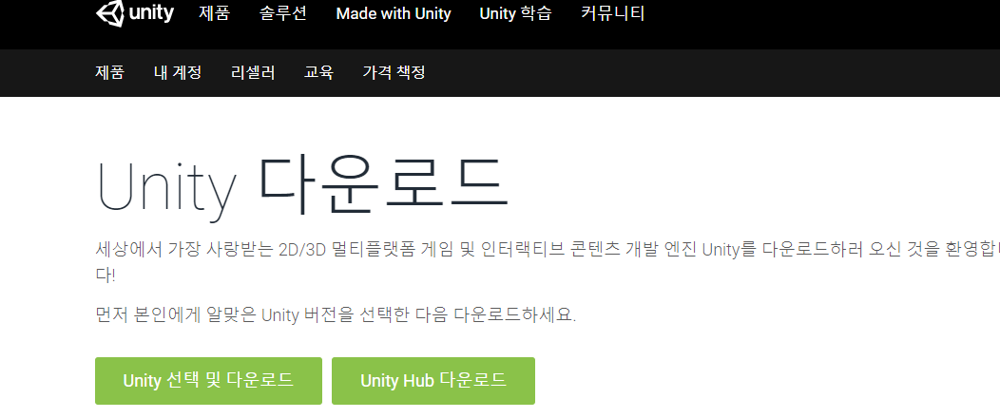 unity 제품 솔루션 Made with Unity Unity 학습 커뮤니티
제품 내 계정 리셀러 교육 가격 책정
Unity 다운로드
세상에서 가장 사랑받는 2D/3D 멀티플랫폼 게임 및 인터랙티브 콘텐츠 개발 엔진 Unity를 다운로드하러 오신 것을 환영합니
다!
먼저 본인에게 알맞은 Unity 버전을 선택한 다음 다운로드하세요.
Unity 선택 및 다운로드 Unity Hub 다운로드